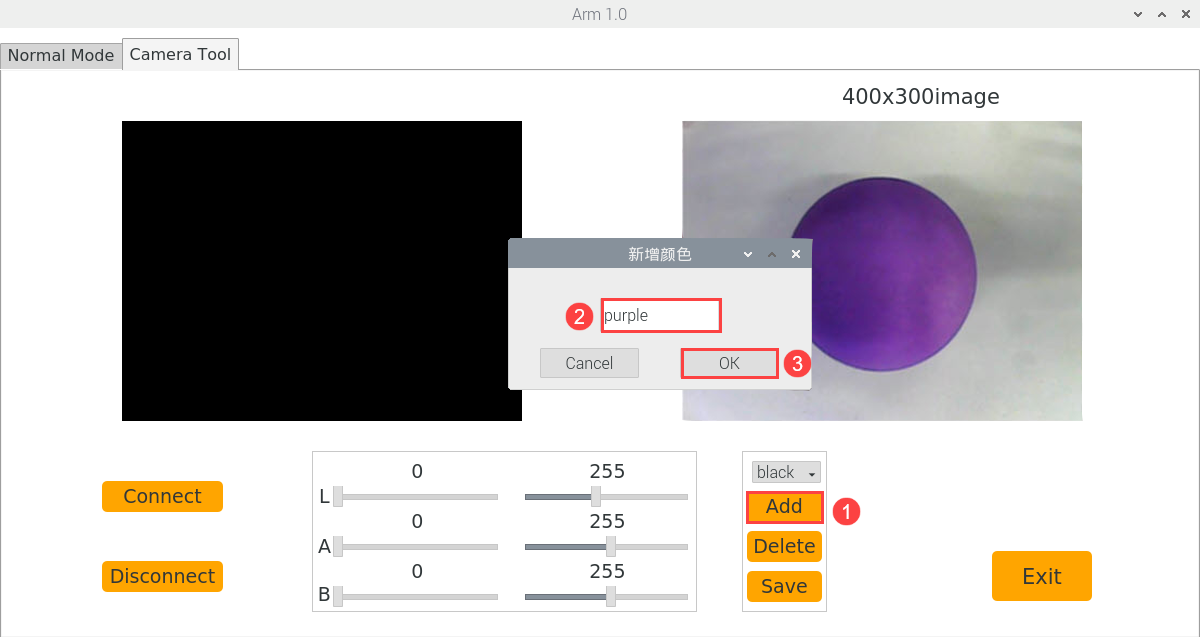 Arm 1.0
Normal Mode
Camera Tool
400x300image
新增颜色
2
purple
Cancel
OK
3
0
255
L
0
255
A
0
255
B
Connect
Disconnect
black
Add
1
Delete
Save
Exit